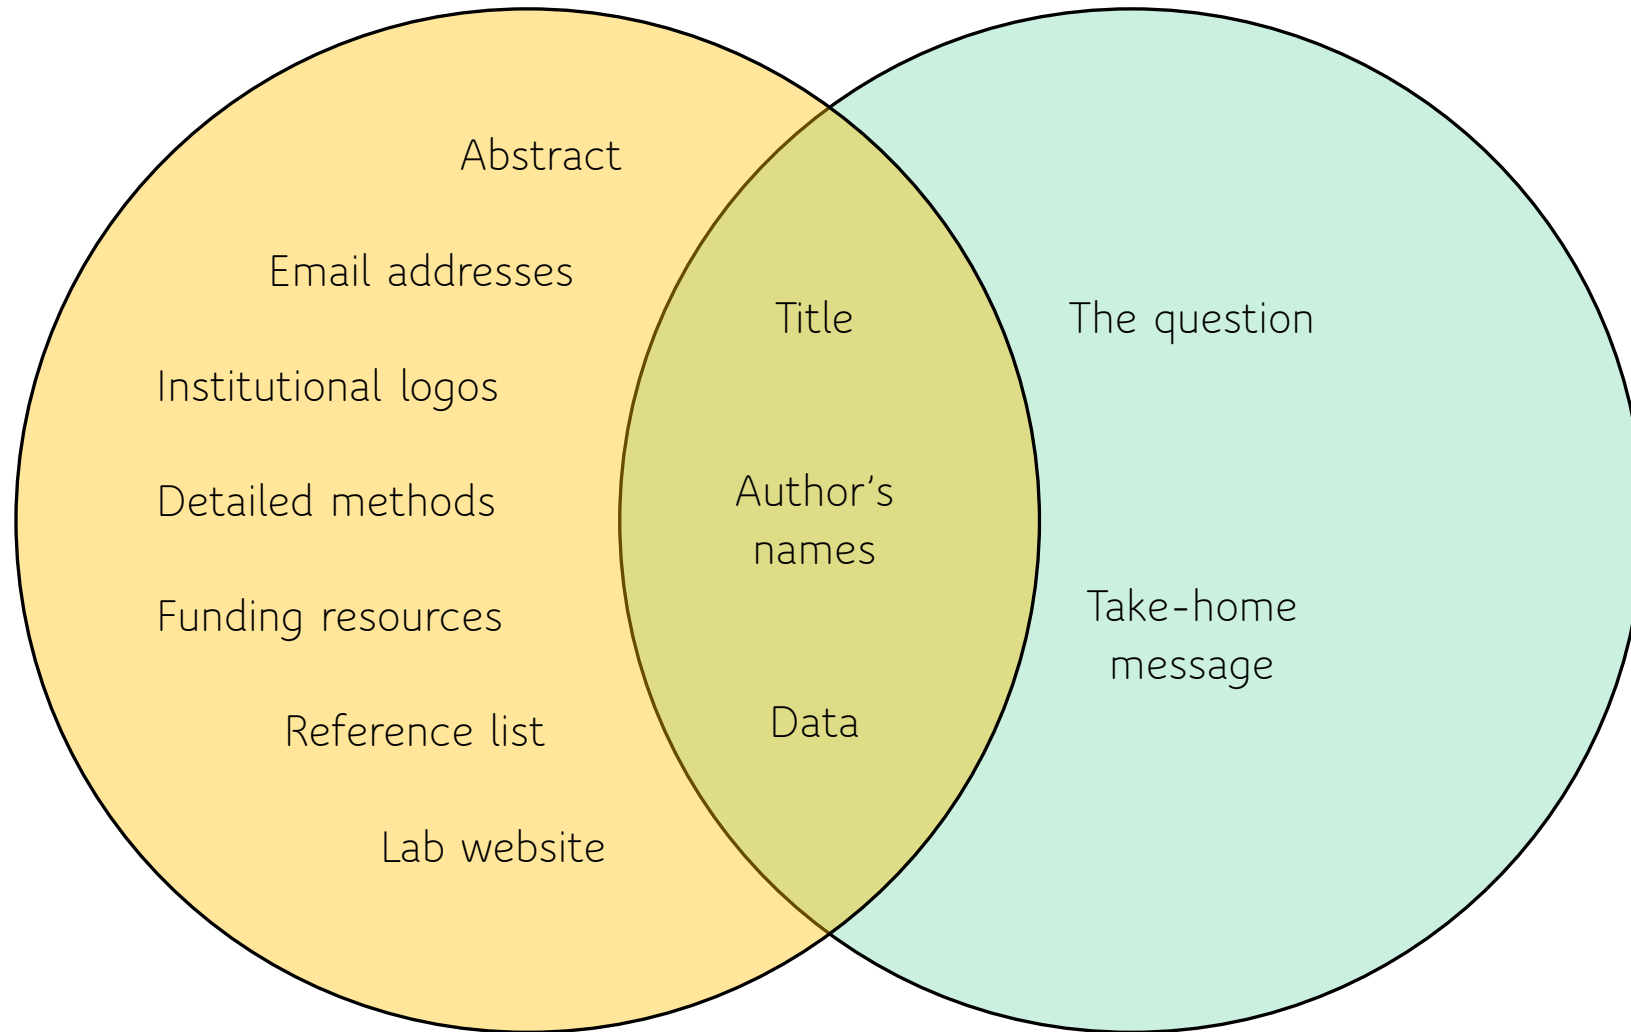 Abstract
Email addresses
Institutional logos
Detailed methods
Funding resources
Reference list
Lab website
Title
Author’s
names
Data
The question
Take-home
message